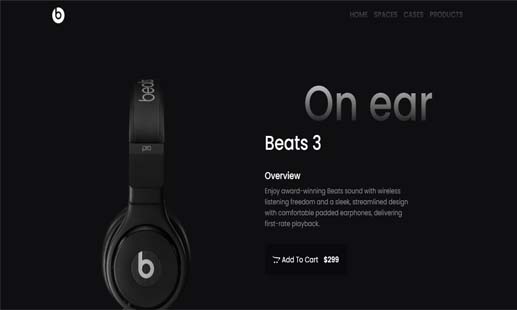 b
HOME SPACES CASES PRODUCTS
beats
pro
On ear
Beats 3
Overview
Enjoy award-winning Beats sound with wireless
listening freedom and a sleek, streamlined design
with comfortable padded earphones, delivering
first-rate playback.
b
Add To Cart $299